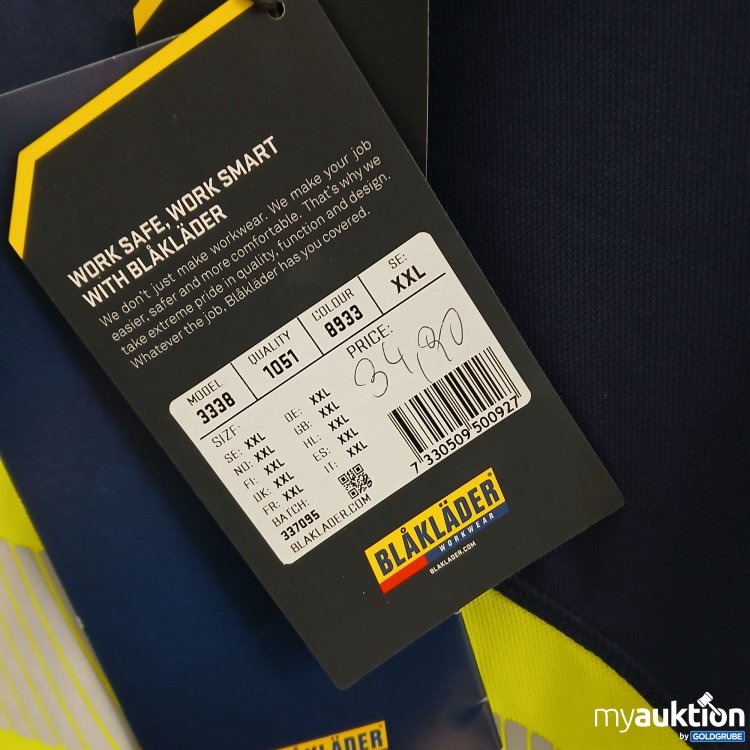 WORK SAFE, WORK SMART
WITH BLÅKLÄDER
We don't just make workwear. We make your job
easier, safer and more comfortable. That's why we
take extreme pride in quality, function and design.
Whatever the job, Blåkläder has you covered.
MODEL
3338
QUALITY
1051
COLOUR
8933
SE:
XXL
SIZE:
SE: XXL
NO: XXL
FI: XXL
DK: XXL
FR: XXL
DE: XXL
GB: XXL
NL: XXL
ES: XXL
IT: XXL
BATCH:
337095
BLAKLADER.COM
PRICE:
34,90
7 330509 500927
BLÅKLÄDER
WORKWEAR
BLAKLADER.COM
BLÅKLÄDER
myauktion
by GOLDGRUBE